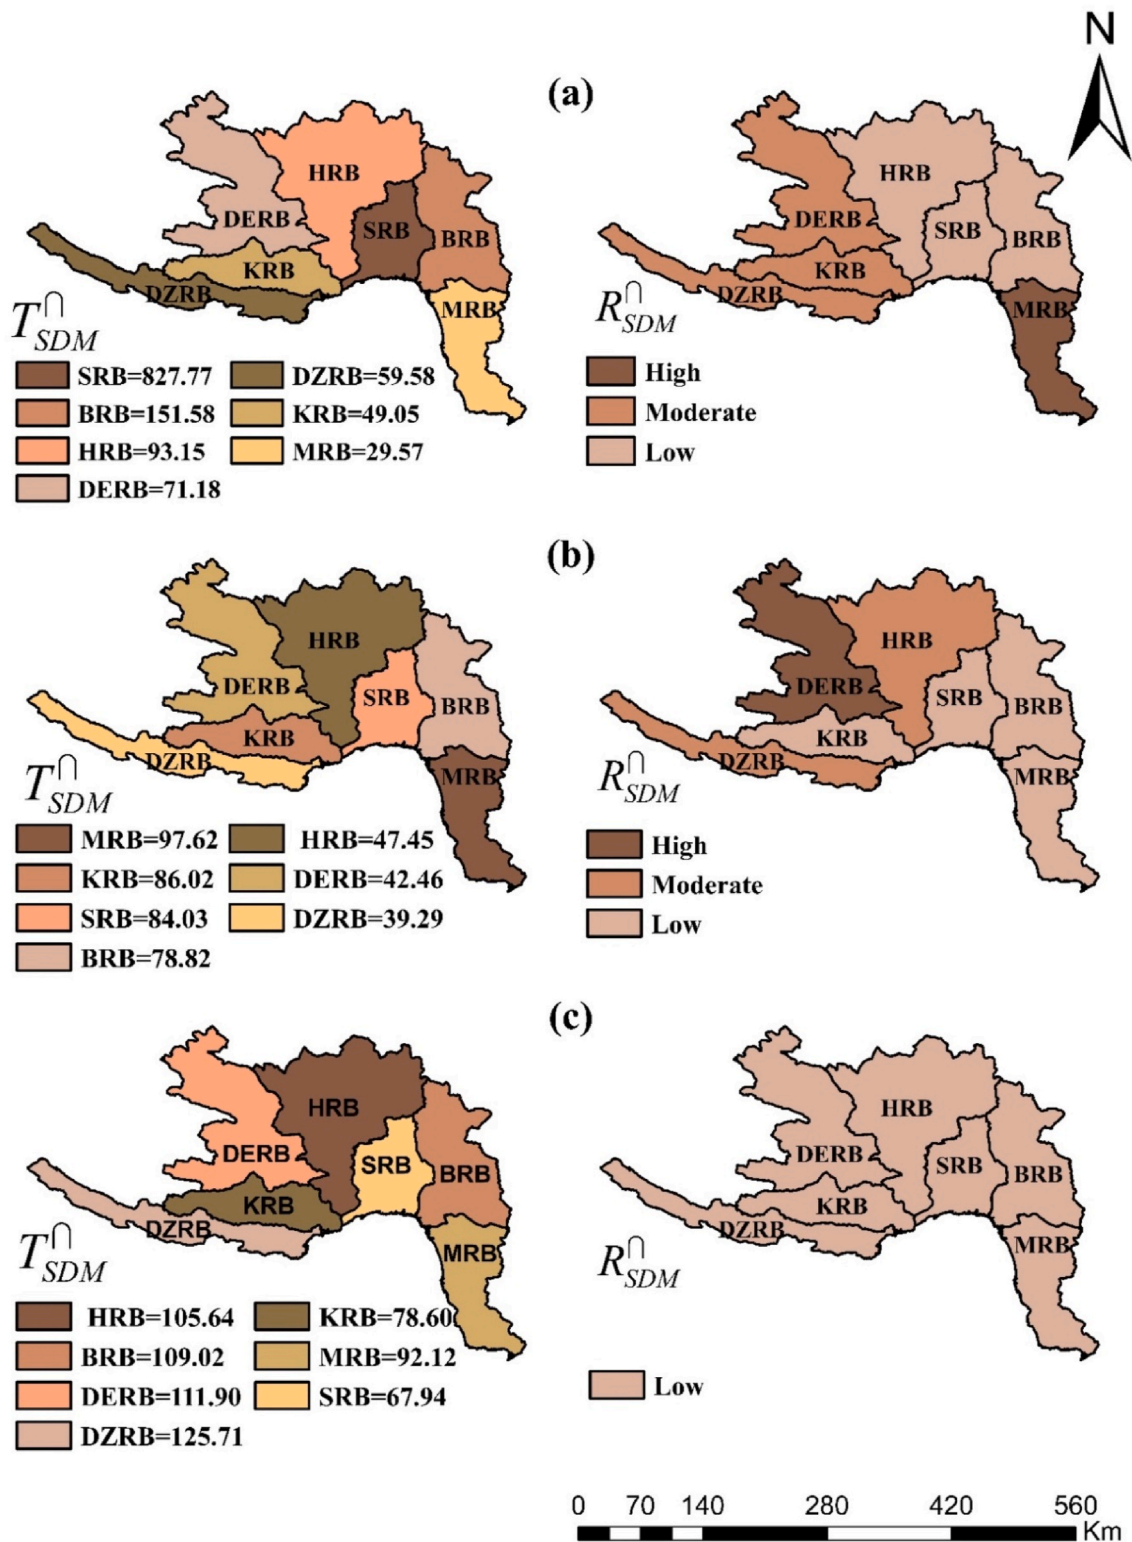 N
(a)
HRB
DERB
SRB
BRB
KRB
DZRB
MRB
T∩SDM
SRB=827.77
BRB=151.58
HRB=93.15
DERB=71.18
DZRB=59.58
KRB=49.05
MRB=29.57
HRB
DERB
SRB
BRB
KRB
DZRB
MRB
R∩SDM
High
Moderate
Low
(b)
HRB
DERB
SRB
BRB
KRB
DZRB
MRB
T∩SDM
MRB=97.62
KRB=86.02
SRB=84.03
BRB=78.82
HRB=47.45
DERB=42.46
DZRB=39.29
HRB
DERB
SRB
BRB
KRB
DZRB
MRB
R∩SDM
High
Moderate
Low
(c)
HRB
DERB
SRB
BRB
KRB
DZRB
MRB
T∩SDM
HRB=105.64
BRB=109.02
DERB=111.90
DZRB=125.71
KRB=78.60
MRB=92.12
SRB=67.94
HRB
DERB
SRB
BRB
KRB
DZRB
MRB
R∩SDM
Low
0 70 140 280 420 560
Km